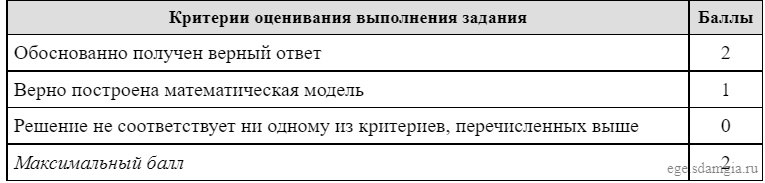 Критерии оценивания выполнения задания Баллы
Обоснованно получен верный ответ 2
Верно построена математическая модель 1
Решение не соответствует ни одному из критериев, перечисленных выше 0
Максимальный балл 2
ege.sdamgia.ru